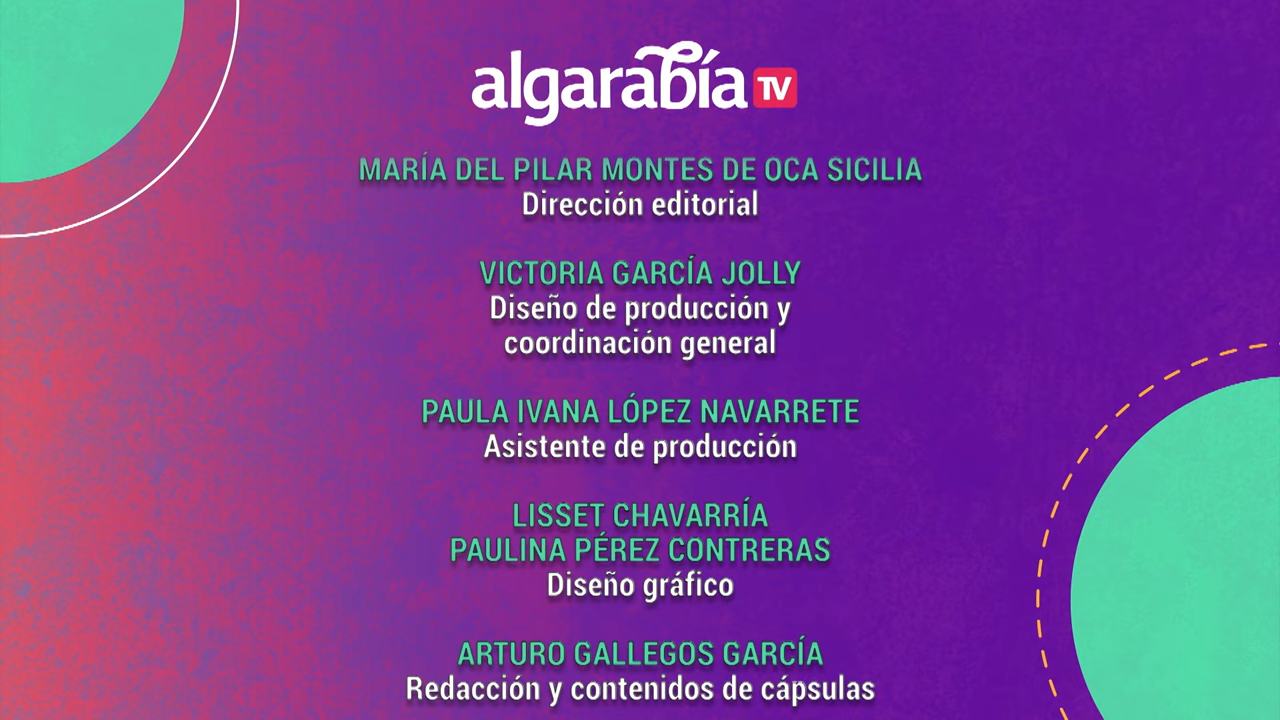 algarabía TV
MARÍA DEL PILAR MONTES DE OCA SICILIA
Dirección editorial
VICTORIA GARCÍA JOLLY
Diseño de producción y
coordinación general
PAULA IVANA LÓPEZ NAVARRETE
Asistente de producción
LISSET CHAVARRÍA
PAULINA PÉREZ CONTRERAS
Diseño gráfico
ARTURO GALLEGOS GARCÍA
Redacción y contenidos de cápsulas